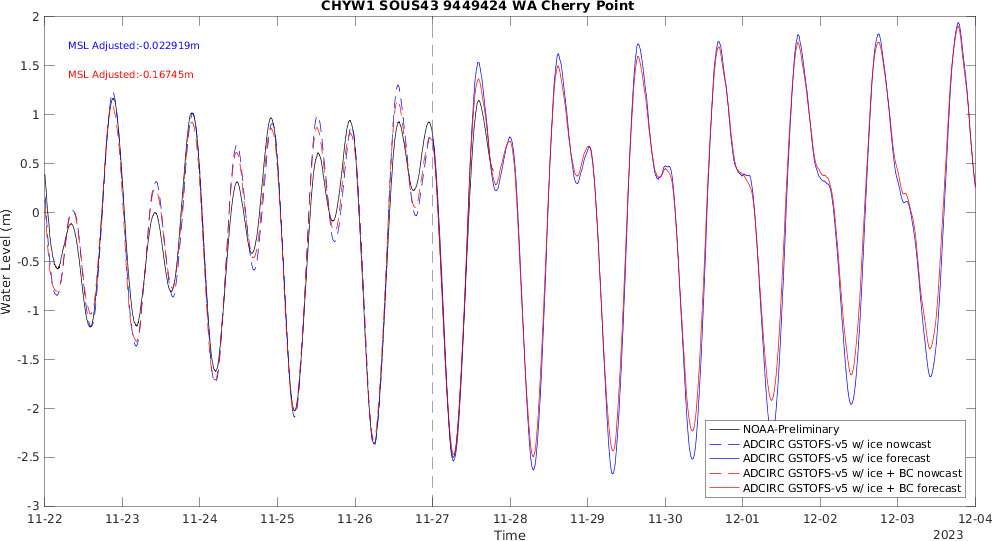 CHYW1 SOUS43 9449424 WA Cherry Point
MSL Adjusted:-0.022919m
MSL Adjusted:-0.16745m
2
1.5
1
0.5
0
-0.5
-1
-1.5
-2
-2.5
-3
Water Level (m)
NOAA-Preliminary
ADCIRC GSTOFS-v5 w/ ice nowcast
ADCIRC GSTOFS-v5 w/ ice forecast
ADCIRC GSTOFS-v5 w/ ice + BC nowcast
ADCIRC GSTOFS-v5 w/ ice + BC forecast
11-22 11-23 11-24 11-25 11-26 11-27 11-28 11-29 11-30 12-01 12-02 12-03 12-04
Time
2023